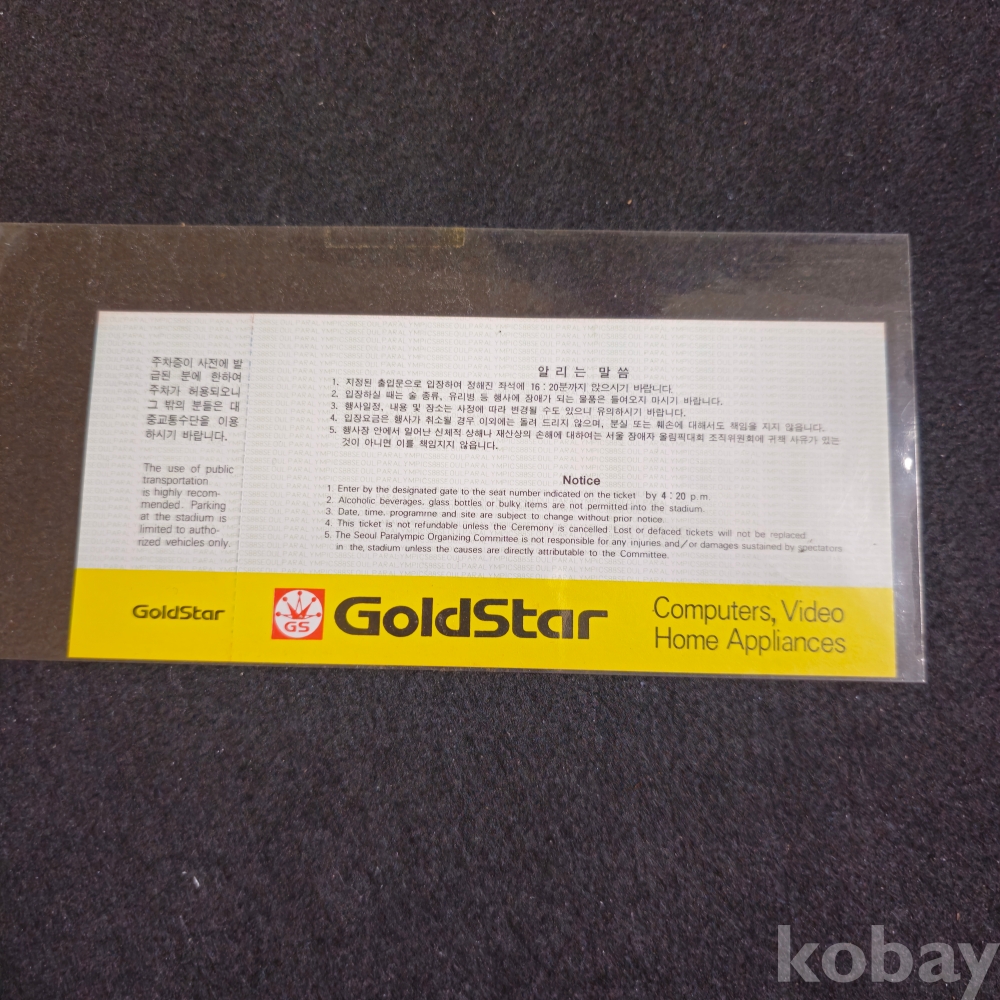 주차증이 사전에 발
급된 분에 한하여
주차가 허용되오니
그 밖의 분들은 대
중교통수단을 이용
하시기 바랍니다.
The use of public
transportation
is highly recom-
mended. Parking
at the stadium is
limited to autho-
rized vehicles only.
알 리 는 말 씀
1. 지정된 출입문으로 입장하여 정해진 좌석에 16 : 20분까지 앉으시기 바랍니다.
2. 입장하실 때는 술 종류, 유리병 등 행사에 장애가 되는 물품은 들여오지 마시기 바랍니다.
3. 행사일정, 내용 및 장소는 사정에 따라 변경될 수도 있으니 유의하시기 바랍니다.
4. 입장요금은 행사가 취소될 경우 이외에는 돌려 드리지 않으며, 분실 또는 훼손에 대해서도 책임을 지지 않습니다.
5. 행사장 안에서 일어난 신체적 상해나 재산상의 손해에 대하여는 서울 장애자 올림픽대회 조직위원회에 귀책 사유가 있는
것이 아니면 이를 책임지지 않습니다.
Notice
1. Enter by the designated gate to the seat number indicated on the ticket by 4 : 20 p.m.
2. Alcoholic beverages, glass bottles or bulky items are not permitted into the stadium.
3. Date, time, programme and site are subject to change without prior notice.
4. This ticket is not refundable unless the Ceremony is cancelled. Lost or defaced tickets will not be replaced.
5. The Seoul Paralympic Organizing Committee is not responsible for any injuries and/or damages sustained by spectators
in the stadium unless the causes are directly attributable to the Committee.
GoldStar
GS GoldStar
Computers, Video
Home Appliances
kobay